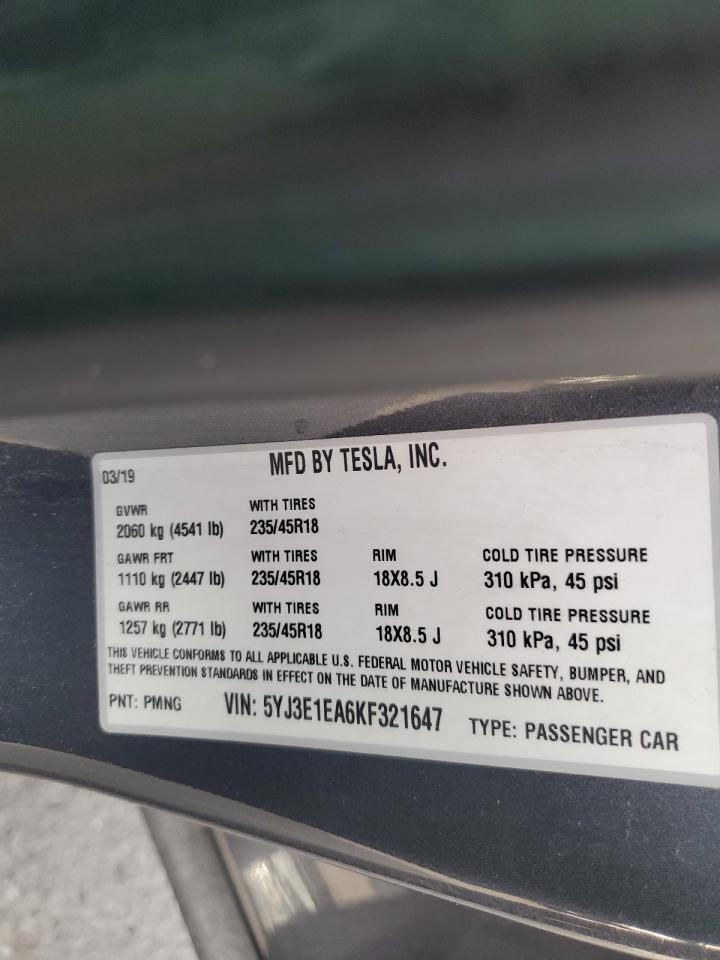 03/19 MFD BY TESLA, INC.
GVWR WITH TIRES
2060 kg (4541 lb) 235/45R18
GAWR FRT WITH TIRES RIM COLD TIRE PRESSURE
1110 kg (2447 lb) 235/45R18 18X8.5 J 310 kPa, 45 psi
GAWR RR WITH TIRES RIM COLD TIRE PRESSURE
1257 kg (2771 lb) 235/45R18 18X8.5 J 310 kPa, 45 psi
THIS VEHICLE CONFORMS TO ALL APPLICABLE U.S. FEDERAL MOTOR VEHICLE SAFETY, BUMPER, AND
THEFT PREVENTION STANDARDS IN EFFECT ON THE DATE OF MANUFACTURE SHOWN ABOVE.
PNT: PMNG VIN: 5YJ3E1EA6KF321647 TYPE: PASSENGER CAR